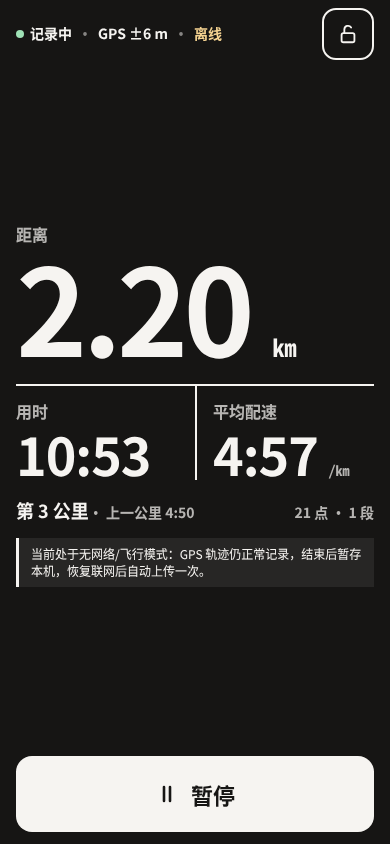 记录中 • GPS ±6 m • 离线
距离
2.20 km
用时
10:53
平均配速
4:57 /km
第 3 公里 • 上一公里 4:50
21 点 • 1 段
当前处于无网络/飞行模式：GPS 轨迹仍正常记录，结束后暂存
本机，恢复联网后自动上传一次。
暂停